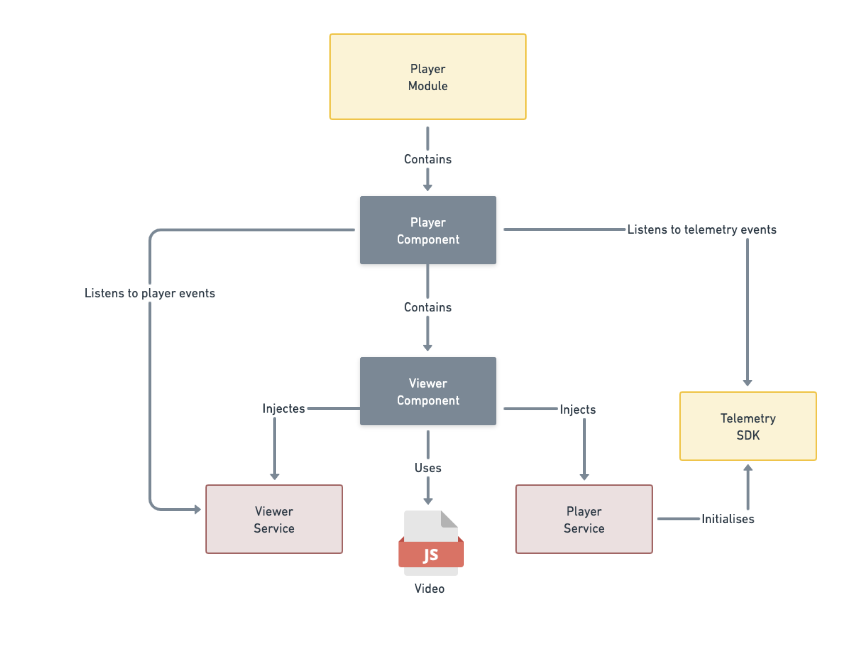 Player
Module
Contains
Player
Component
Listens to telemetry events
Listens to player events
Contains
Viewer
Component
Injectes
Injects
Telemetry
SDK
Uses
Viewer
Service
Player
Service
Initialises
JS
Video